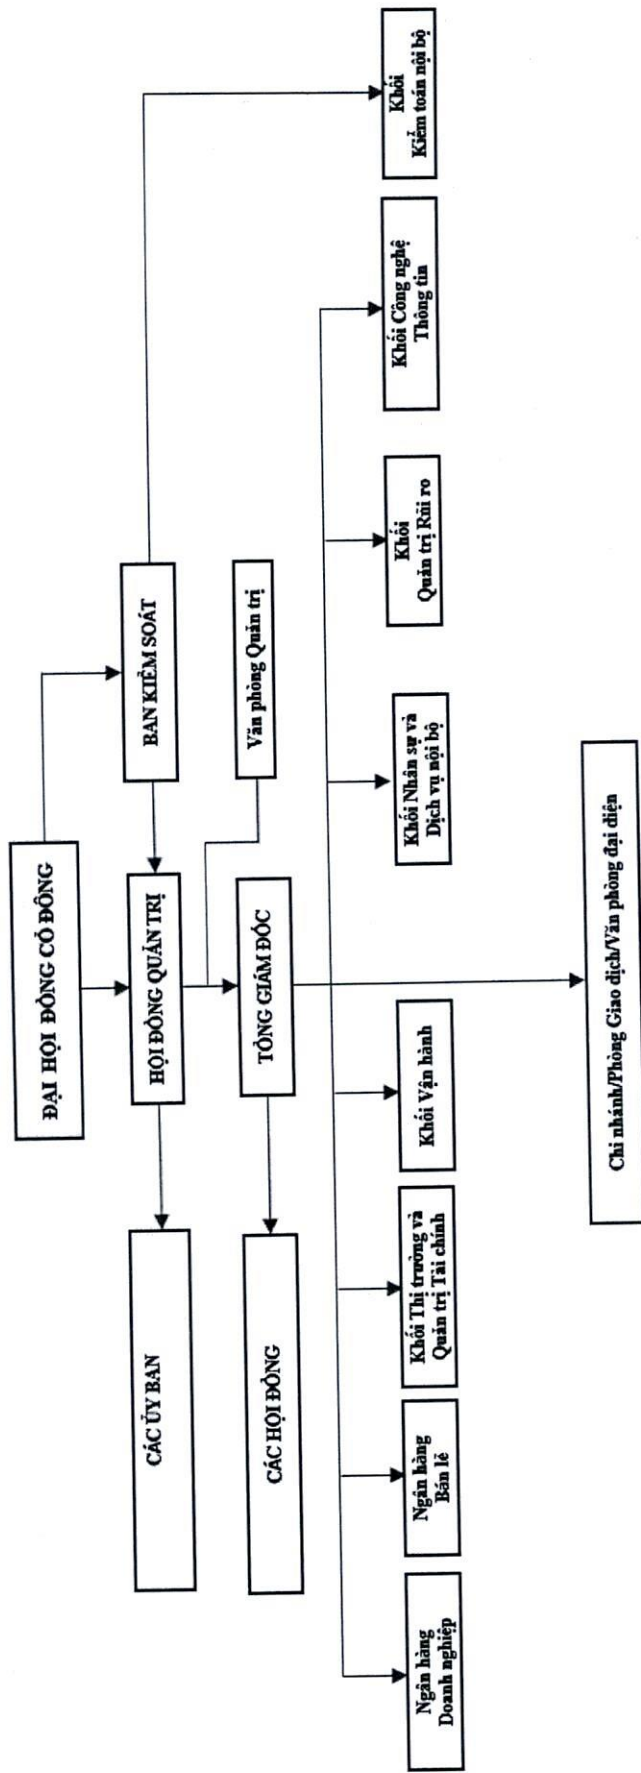 ĐẠI HỘI ĐỒNG CỔ ĐÔNG
BAN KIỂM SOÁT
HỘI ĐỒNG QUẢN TRỊ
CÁC ỦY BAN
Văn phòng Quản trị
TỔNG GIÁM ĐỐC
CÁC HỘI ĐỒNG
Ngân hàng
Doanh nghiệp
Ngân hàng
Bán lẻ
Khối Thị trường và
Quản trị Tài chính
Khối Vận hành
Khối Nhân sự và
Dịch vụ nội bộ
Khối
Quản trị Rủi ro
Khối Công nghệ
Thông tin
Khối
Kiểm toán nội bộ
Chi nhánh/Phòng Giao dịch/Văn phòng đại diện